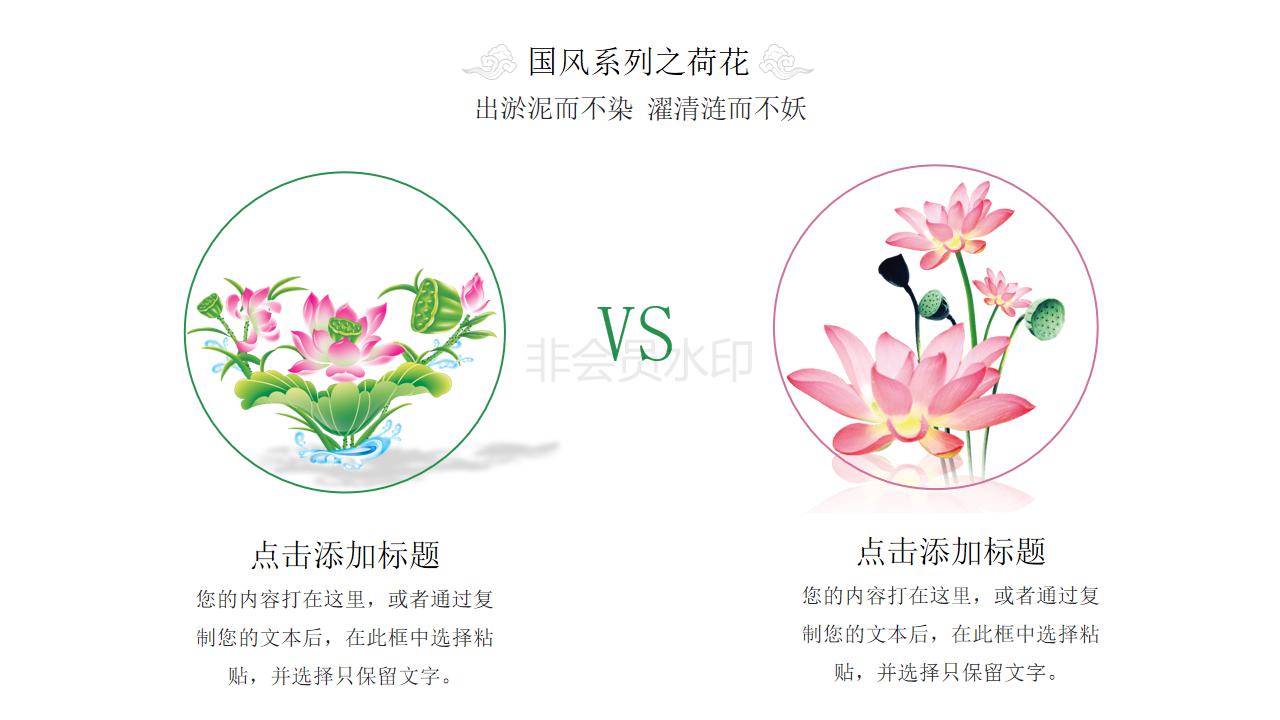 国风系列之荷花
出淤泥而不染 濯清涟而不妖
VS
非会员水印
点击添加标题
您的内容打在这里，或者通过复
制您的文本后，在此框中选择粘
贴，并选择只保留文字。
点击添加标题
您的内容打在这里，或者通过复
制您的文本后，在此框中选择粘
贴，并选择只保留文字。